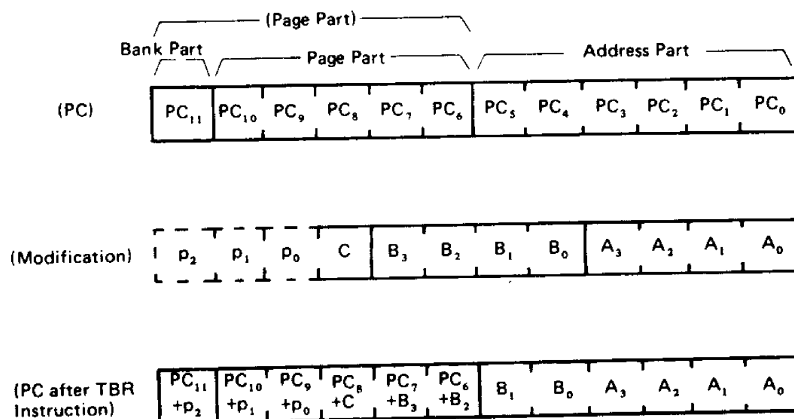 (Page Part)
Bank Part
Page Part
Address Part
(PC)
PC₁₁ PC₁₀ PC₉ PC₈ PC₇ PC₆ PC₅ PC₄ PC₃ PC₂ PC₁ PC₀
(Modification)
p₂ p₁ p₀ C B₃ B₂ B₁ B₀ A₃ A₂ A₁ A₀
(PC after TBR
Instruction)
PC₁₁ PC₁₀ PC₉ PC₈ PC₇ PC₆ B₁ B₀ A₃ A₂ A₁ A₀
+p₂ +p₁ +p₀ +C +B₃ +B₂